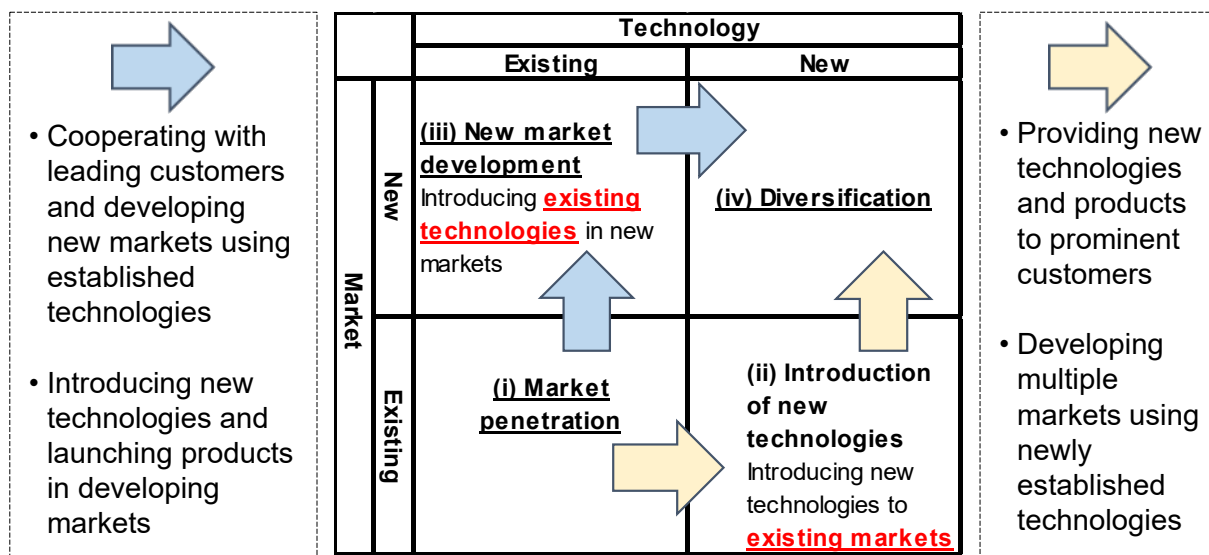 • Cooperating with
leading customers
and developing
new markets using
established
technologies
• Introducing new
technologies and
launching products
in developing
markets
Technology
Existing
New
Market
New
Existing
(iii) New market
development
Introducing existing
technologies in new
markets
(iv) Diversification
(i) Market
penetration
(ii) Introduction
of new
technologies
Introducing new
technologies to
existing markets
• Providing new
technologies
and products
to prominent
customers
• Developing
multiple
markets using
newly
established
technologies